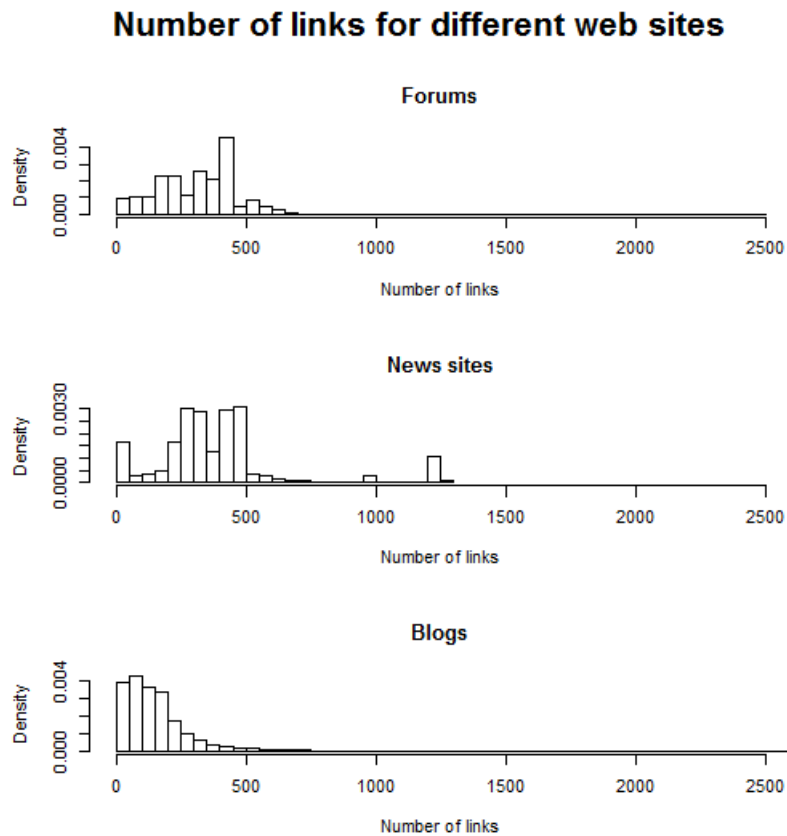 Number of links for different web sites
Forums
Density
0.000 0.004
0 500 1000 1500 2000 2500
Number of links
News sites
Density
0.0000 0.0030
0 500 1000 1500 2000 2500
Number of links
Blogs
Density
0.000 0.004
0 500 1000 1500 2000 2500
Number of links